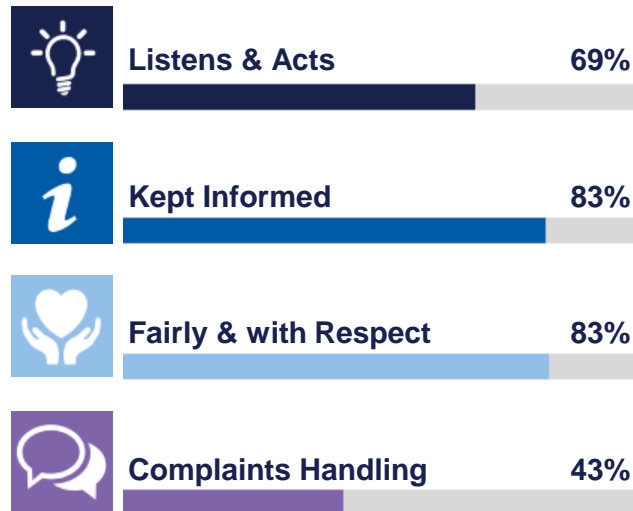 Listens & Acts 69%
Kept Informed 83%
Fairly & with Respect 83%
Complaints Handling 43%